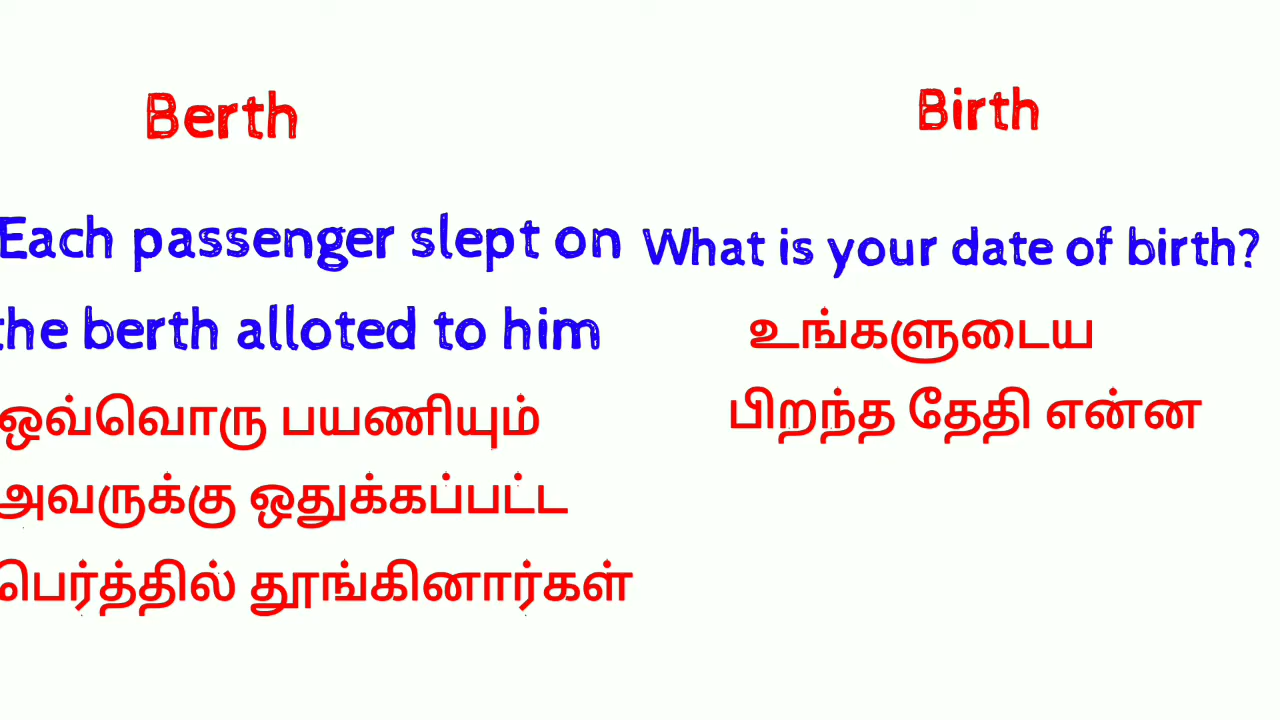 Berth
Each passenger slept on
the berth alloted to him
ஒவ்வொரு பயணியும்
அவருக்கு ஒதுக்கப்பட்ட
பெர்த்தில் தூங்கினார்கள்
Birth
What is your date of birth?
உங்களுடைய
பிறந்த தேதி என்ன